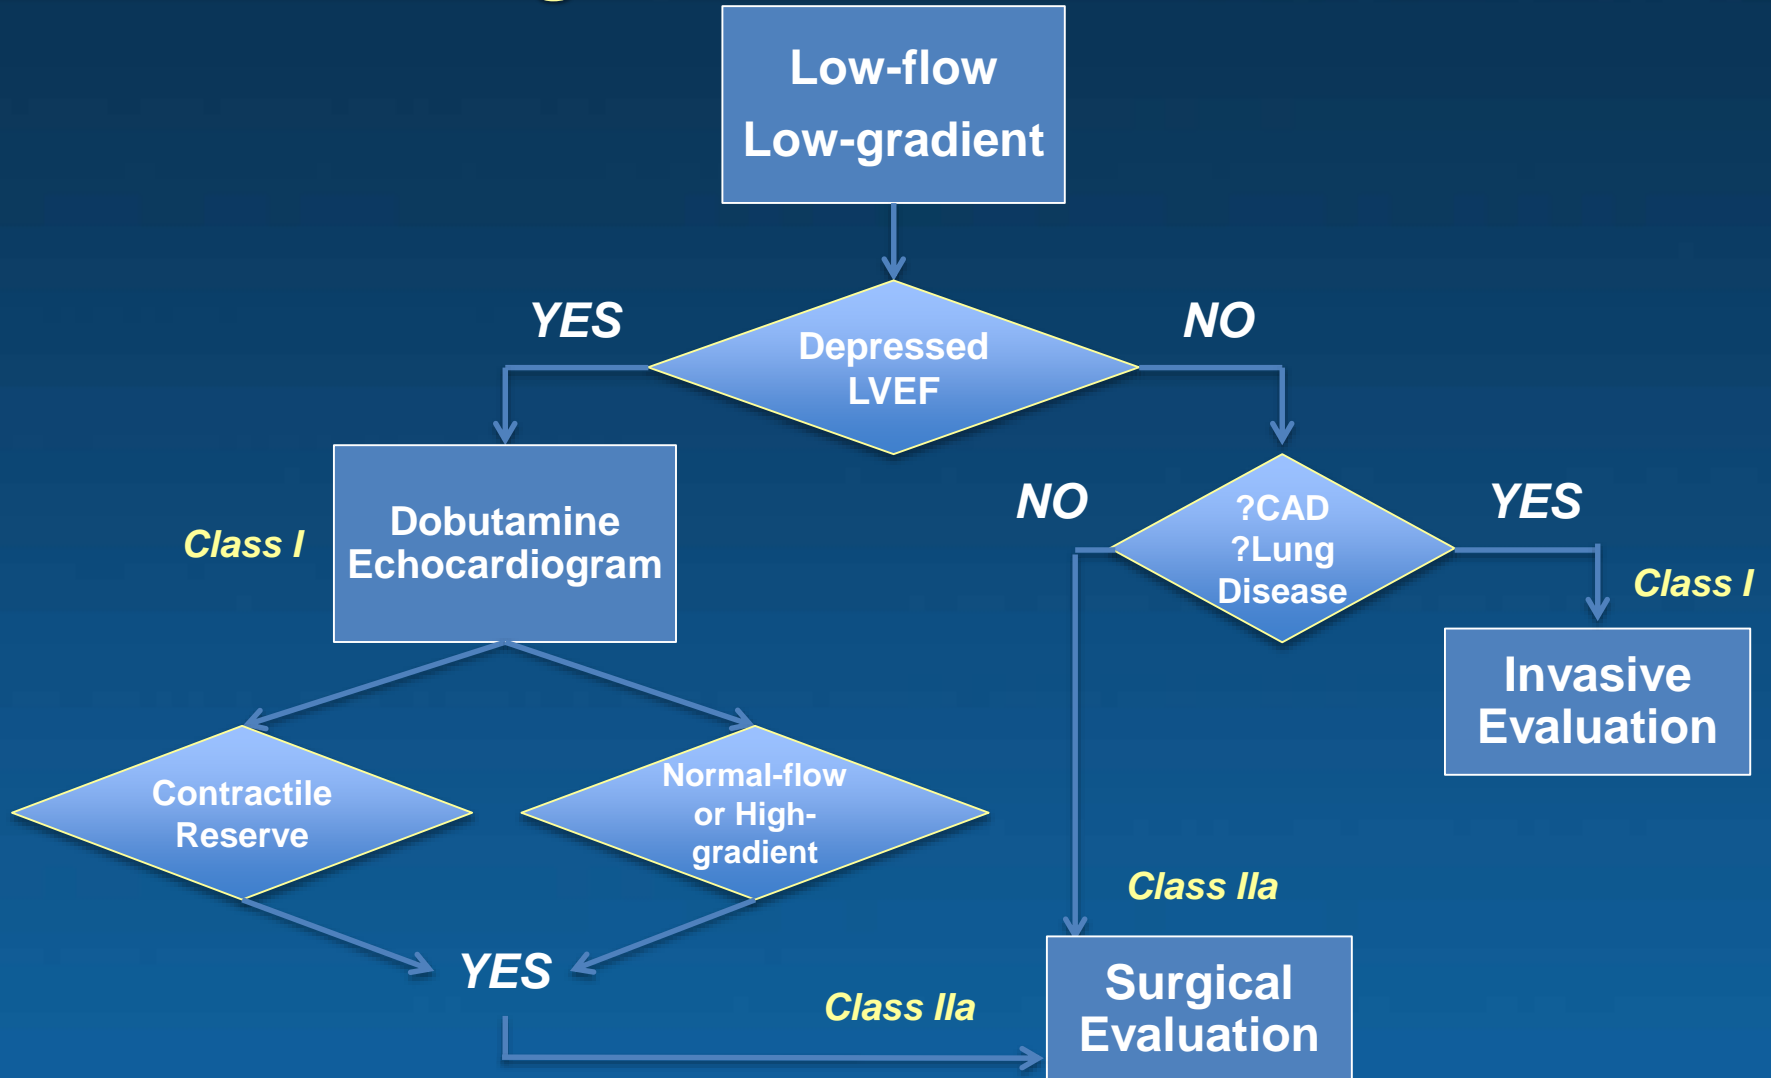 Low-flow
Low-gradient
YES
NO
Depressed
LVEF
Class I
Dobutamine
Echocardiogram
NO
YES
?CAD
?Lung
Disease
Class I
Invasive
Evaluation
Contractile
Reserve
Normal-flow
or High-
gradient
Class IIa
YES
Class IIa
Surgical
Evaluation